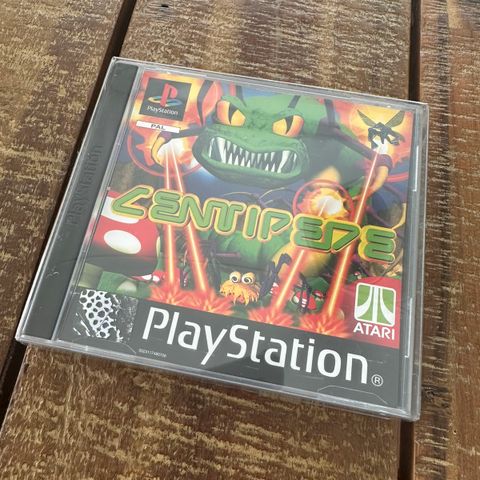 PlayStation
PAL
CENTIPEDE
ATARI
PlayStation®
PlayStation